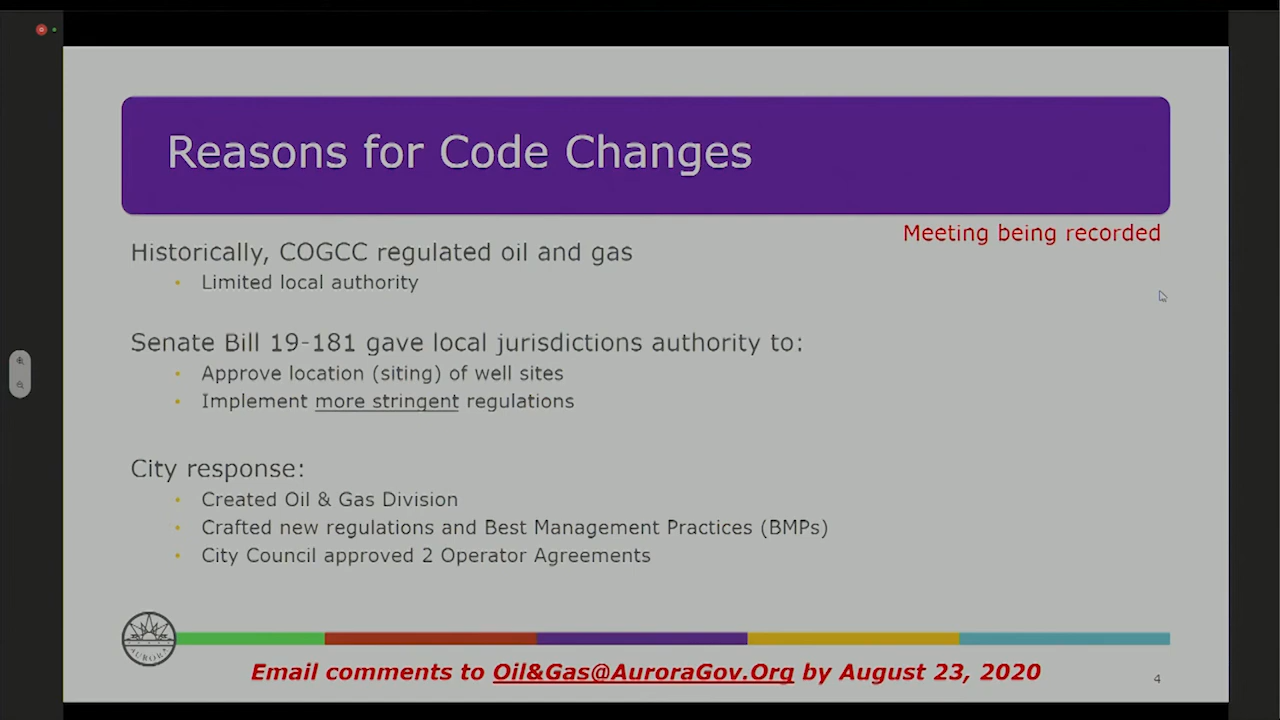 Reasons for Code Changes
Meeting being recorded
Historically, COGCC regulated oil and gas
• Limited local authority
Senate Bill 19-181 gave local jurisdictions authority to:
• Approve location (siting) of well sites
• Implement more stringent regulations
City response:
• Created Oil & Gas Division
• Crafted new regulations and Best Management Practices (BMPs)
• City Council approved 2 Operator Agreements
AURORA
Email comments to Oil&Gas@AuroraGov.Org by August 23, 2020
4